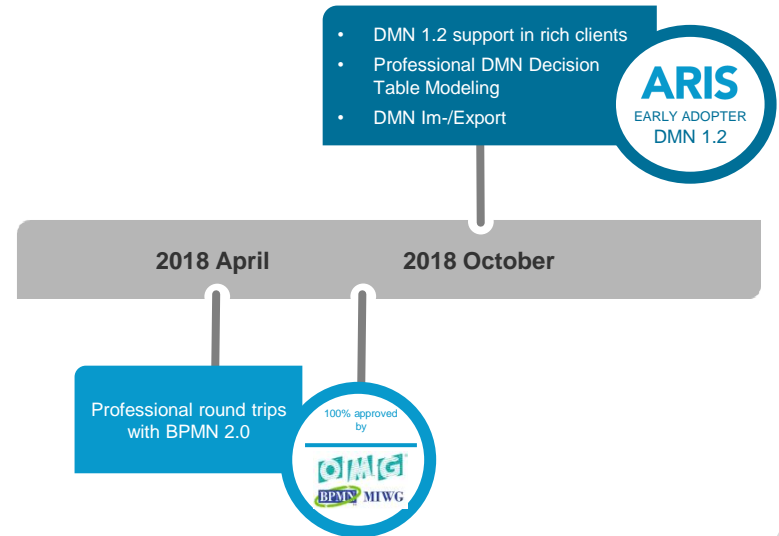 • DMN 1.2 support in rich clients
• Professional DMN Decision
Table Modeling
• DMN Im-/Export
ARIS
EARLY ADOPTER
DMN 1.2
2018 April
2018 October
Professional round trips
with BPMN 2.0
100% approved
by
OMG
BPMN MIWG